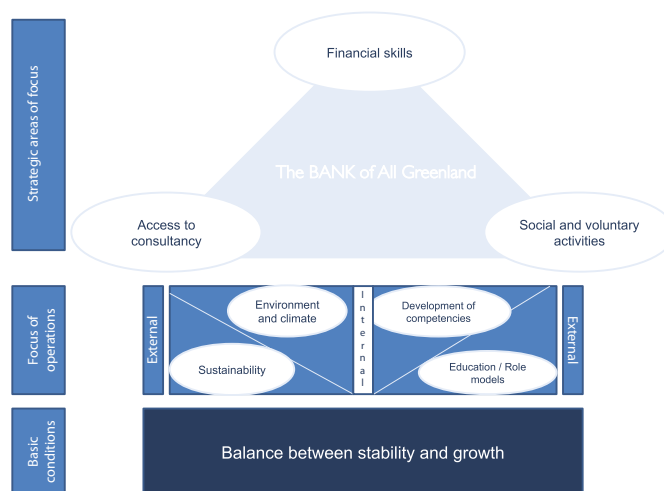 Strategic areas of focus
Financial skills
The BANK of All Greenland
Access to
consultancy
Social and voluntary
activities
Focus of
operations
External
Environment
and climate
Sustainability
Internal
Development of
competencies
Education / Role
models
External
Basic
conditions
Balance between stability and growth